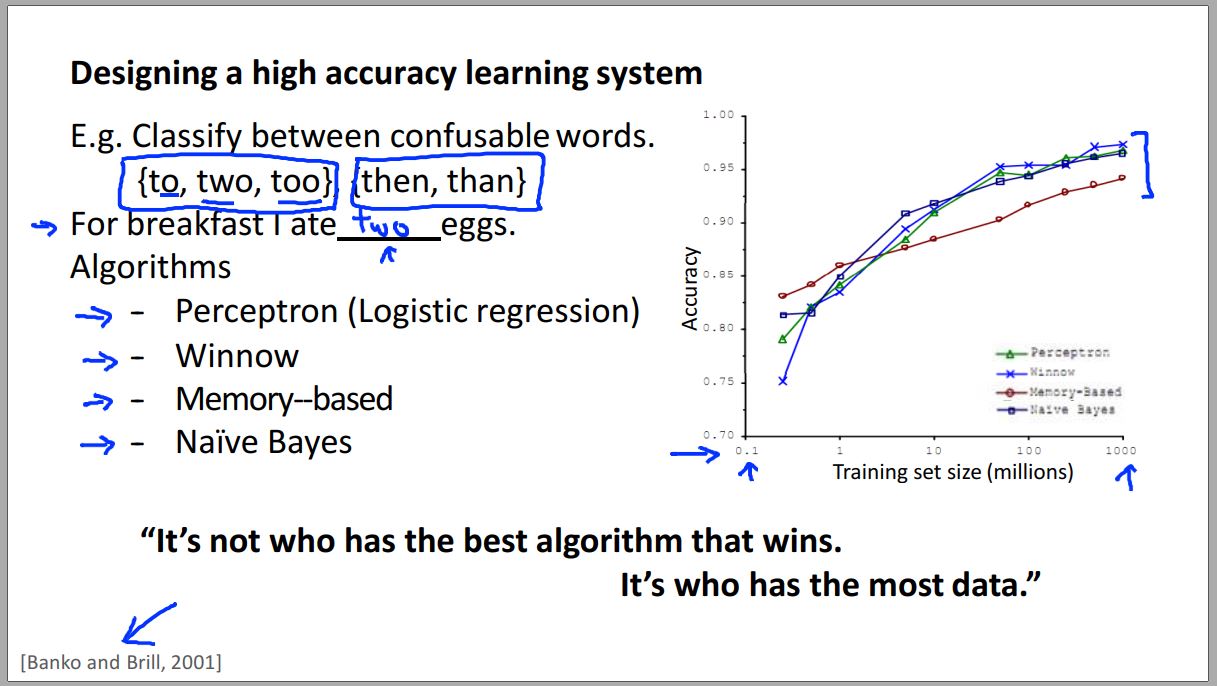 Designing a high accuracy learning system
E.g. Classify between confusable words.
{to, two, too} {then, than}
For breakfast I ate two eggs.
Algorithms
- Perceptron (Logistic regression)
- Winnow
- Memory--based
- Naïve Bayes
1.00
0.95
0.90
0.85
0.80
0.75
0.70
Accuracy
0.1 1 10 100 1000
Training set size (millions)
Perceptron
Winnow
Memory-Based
Naïve Bayes
“It’s not who has the best algorithm that wins.
It’s who has the most data.”
[Banko and Brill, 2001]